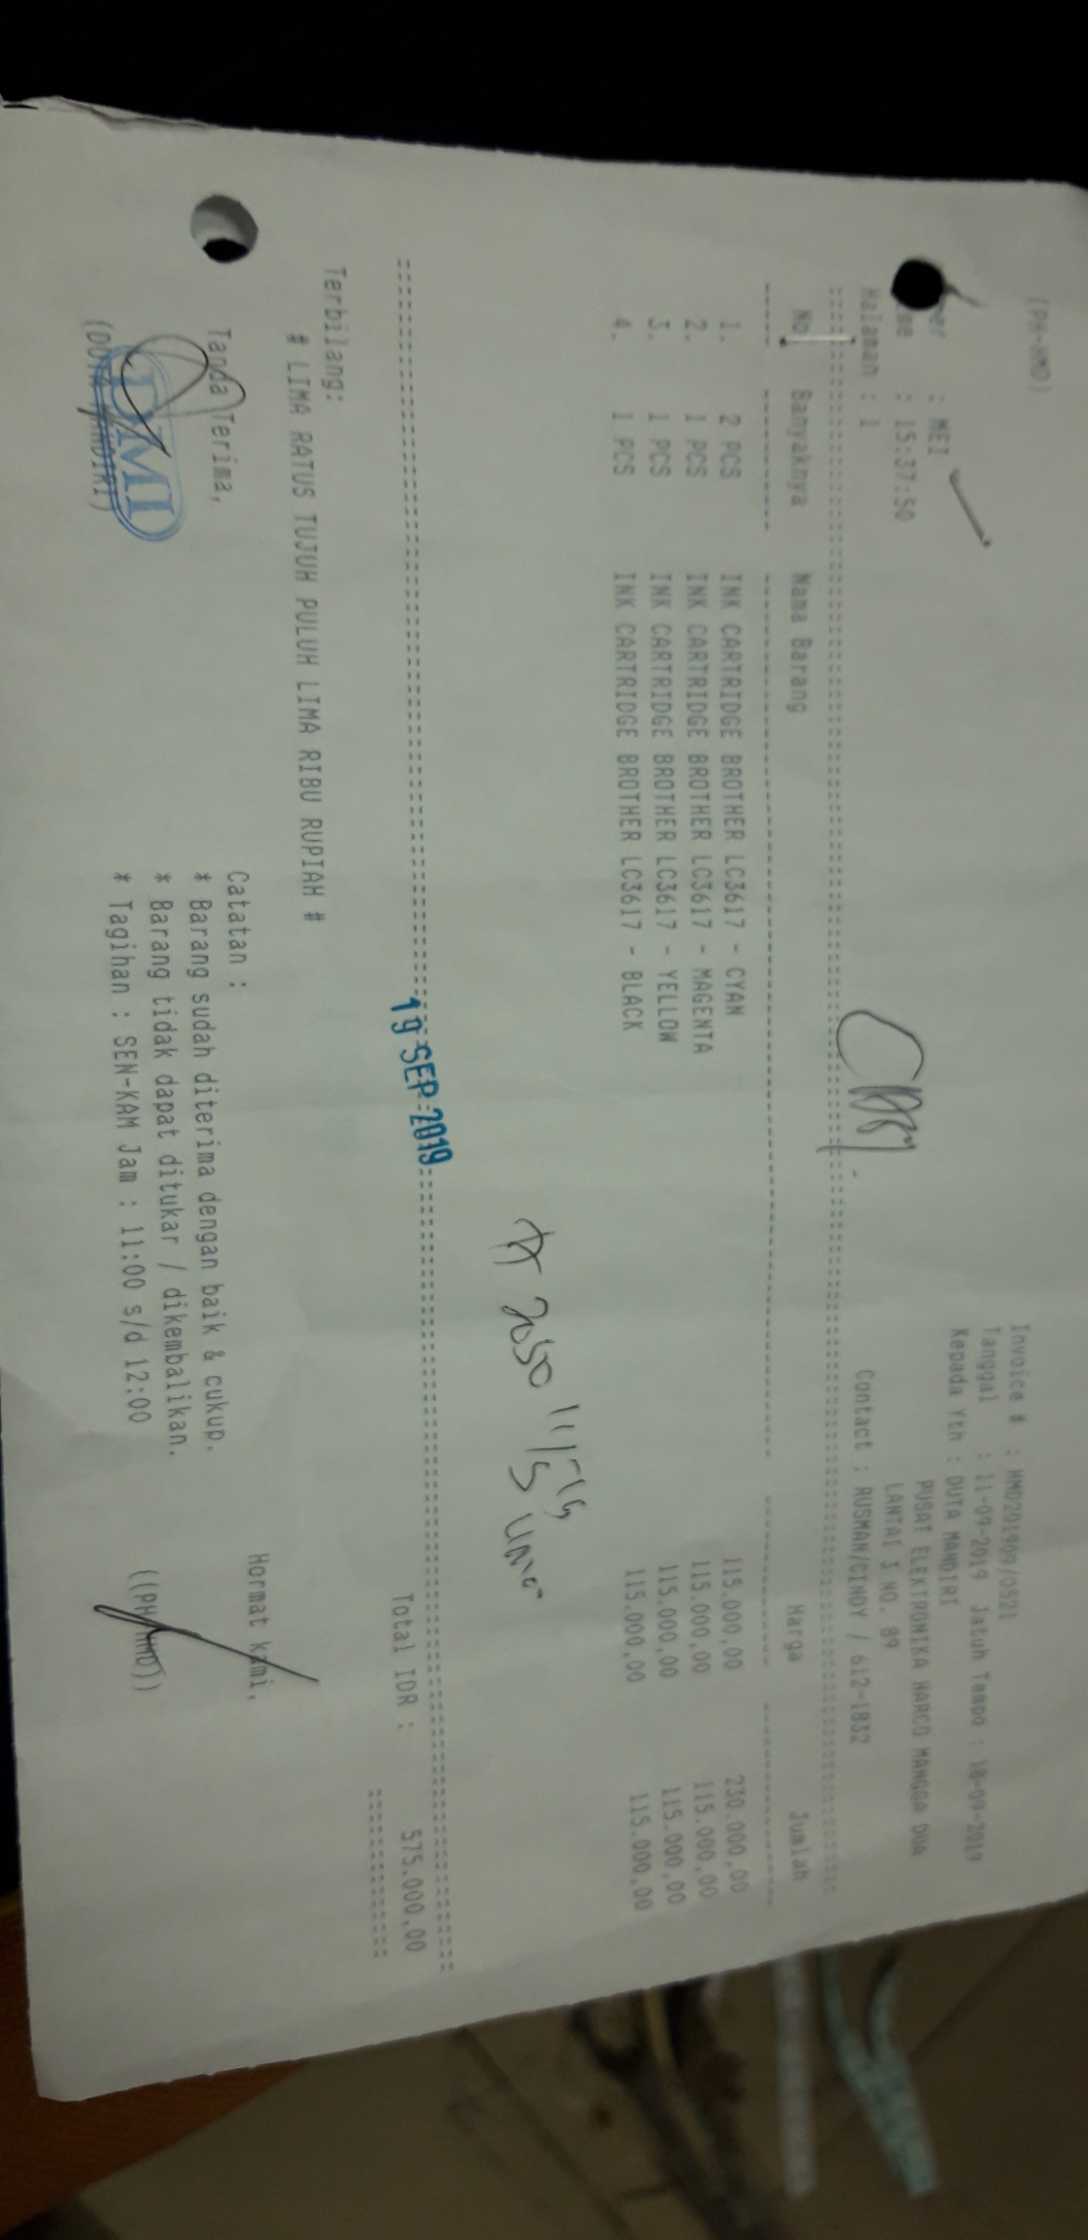 (PH-HMD)
Invoice # : HMD201909/0521
Tanggal : 11-09-2019 Jatuh Tempo : 18-09-2019
: MEI
Kepada Yth : DUTA MANDIRI
: 15:37:50
PUSAT ELEKTRONIKA HARCO MANGGA DUA
LANTAI 3 NO. 89
Halaman : 1
Contact : RUSMAN/CINDY / 612-1832
No Banyaknya Nama Barang Harga Jumlah
1. 2 PCS INK CARTRIDGE BROTHER LC3617 - CYAN 115.000,00 230.000,00
2. 1 PCS INK CARTRIDGE BROTHER LC3617 - MAGENTA 115.000,00 115.000,00
3. 1 PCS INK CARTRIDGE BROTHER LC3617 - YELLOW 115.000,00 115.000,00
4. 1 PCS INK CARTRIDGE BROTHER LC3617 - BLACK 115.000,00 115.000,00
19 SEP 2019
Total IDR : 575.000,00
Terbilang:
# LIMA RATUS TUJUH PULUH LIMA RIBU RUPIAH #
Catatan :
Hormat kami,
Tanda Terima,
* Barang sudah diterima dengan baik & cukup.
* Barang tidak dapat ditukar / dikembalikan.
* Tagihan : SEN-KAM Jam : 11:00 s/d 12:00
DMD
(DUTA MANDIRI)
((PH-HMD))